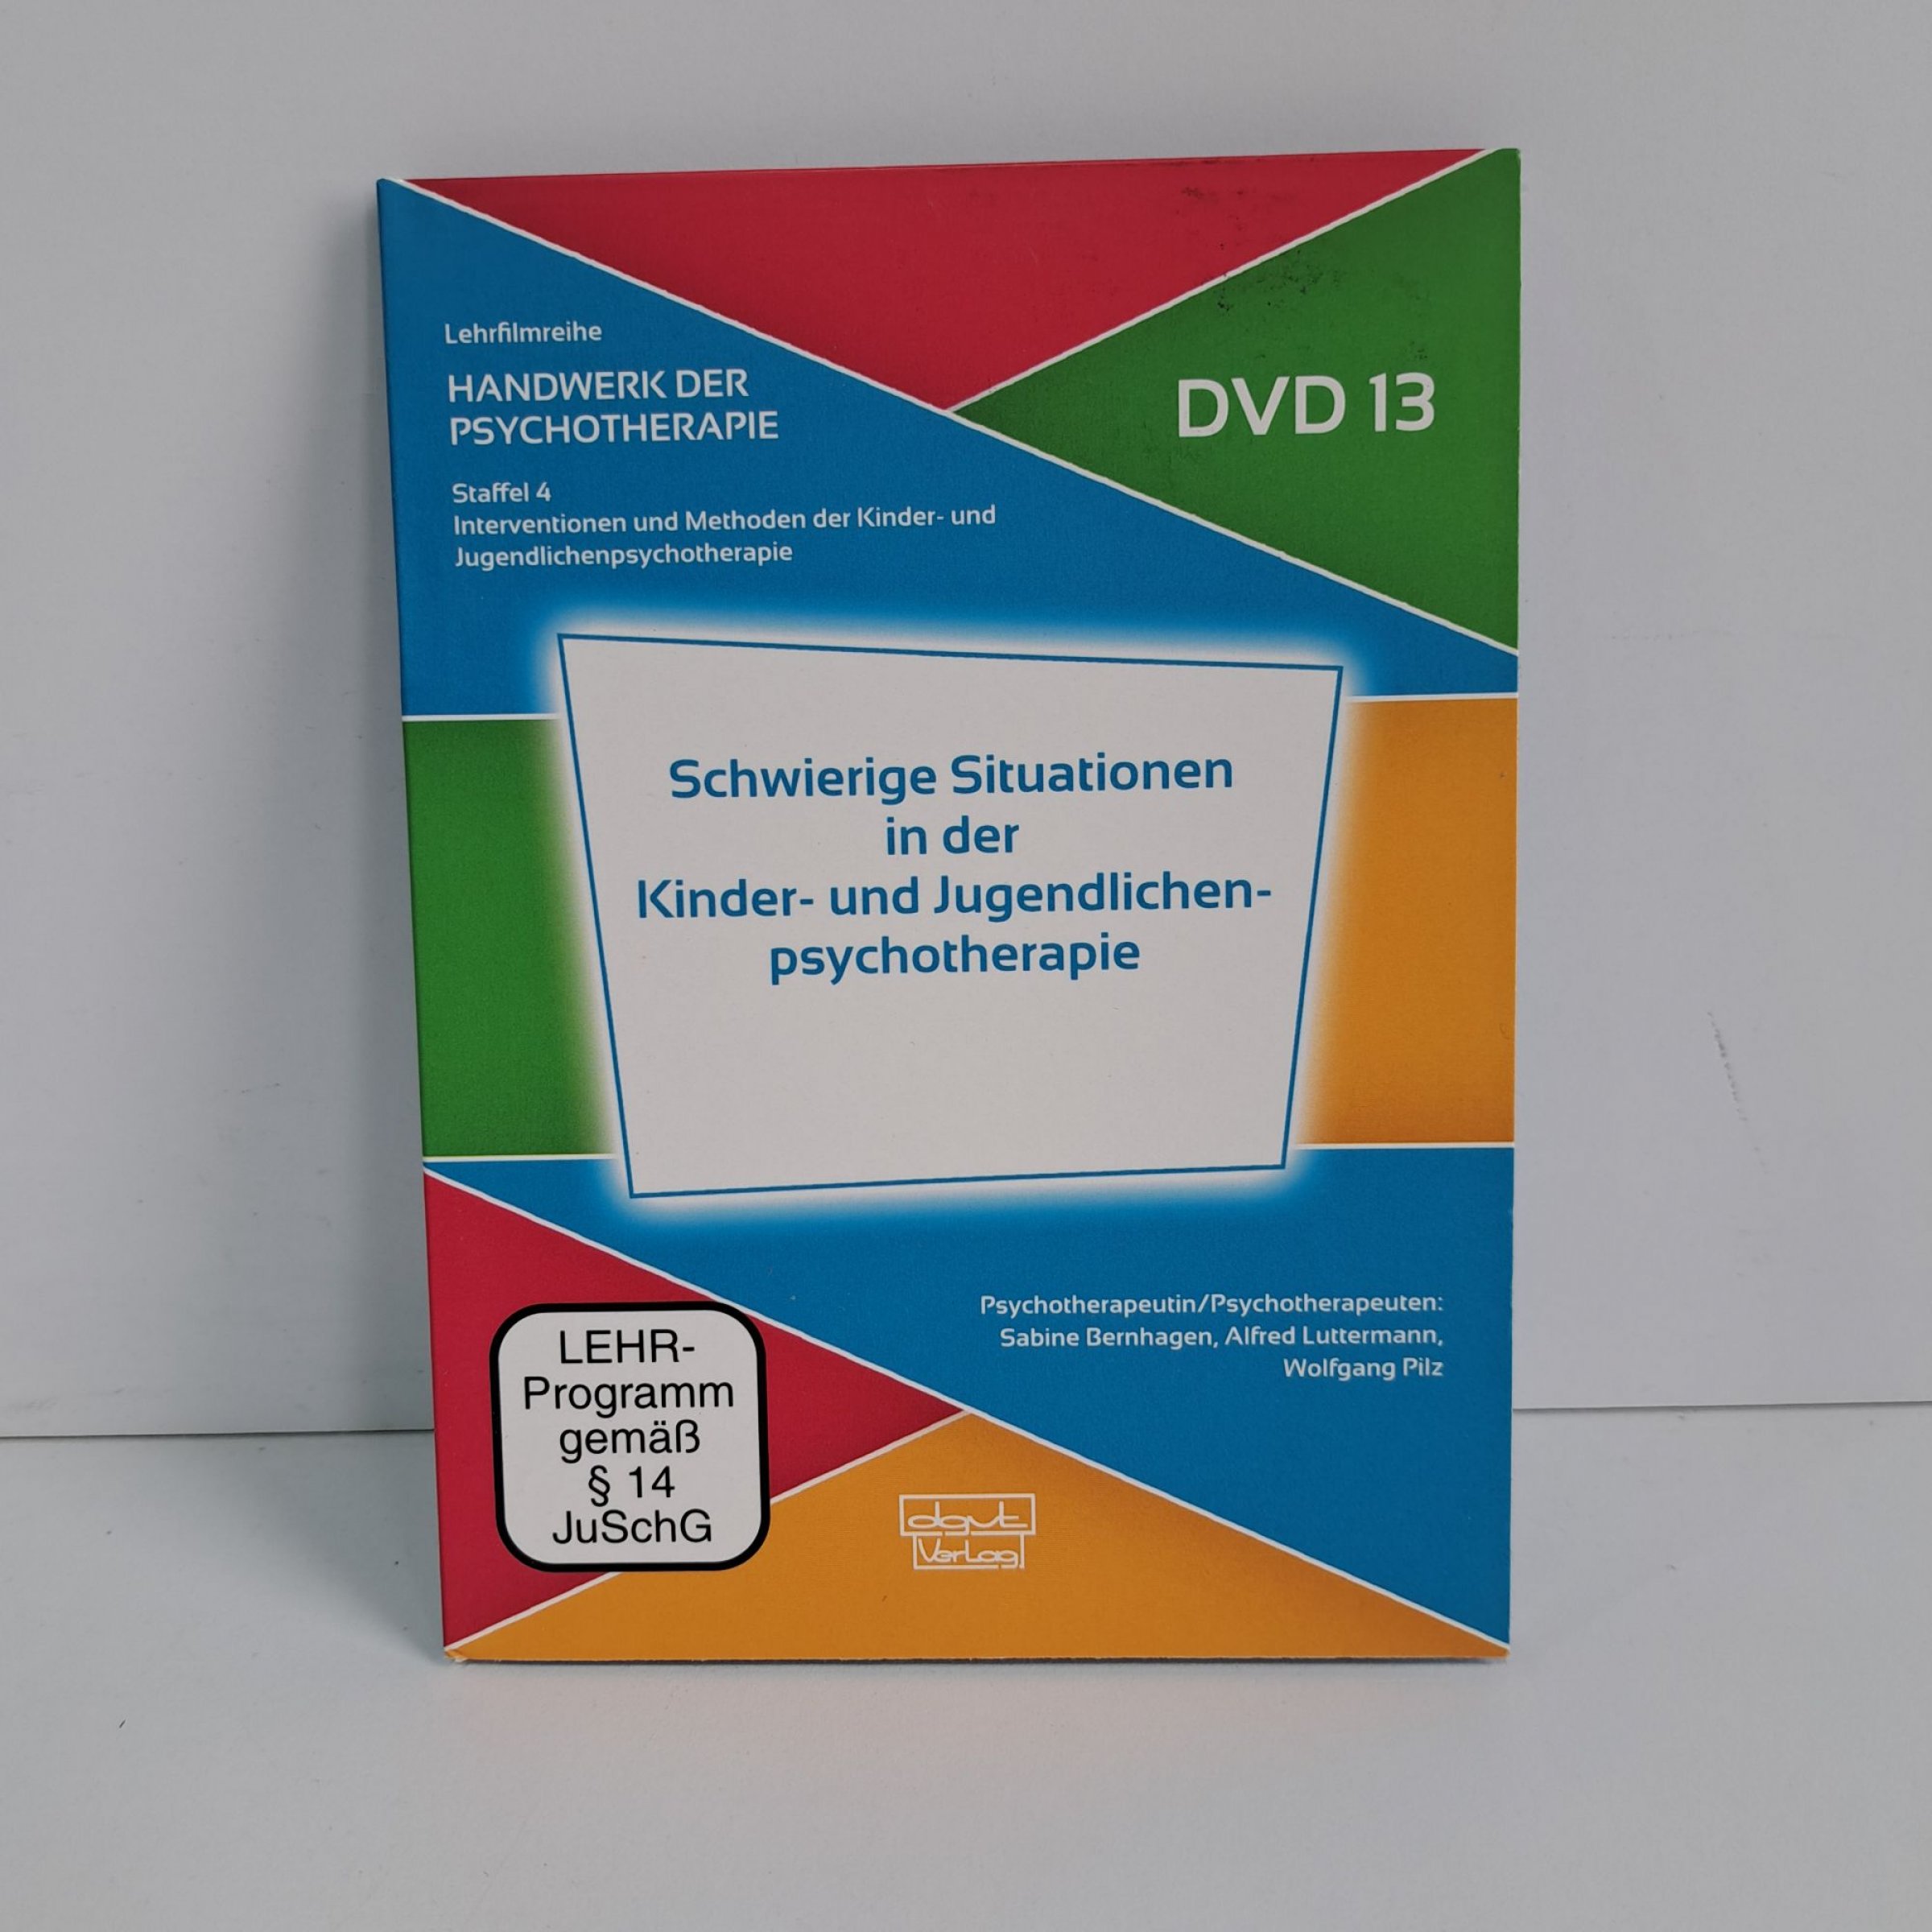 Lehrfilmreihe
HANDWERK DER
PSYCHOTHERAPIE
DVD 13
Staffel 4
Interventionen und Methoden der Kinder- und
Jugendlichenpsychotherapie
Schwierige Situationen
in der
Kinder- und Jugendlichen-
psychotherapie
Psychotherapeutin/Psychotherapeuten:
Sabine Bernhagen, Alfred Luttermann,
Wolfgang Pilz
LEHR-
Programm
gemäß
§ 14
JuSchG
dgvt
VerLag